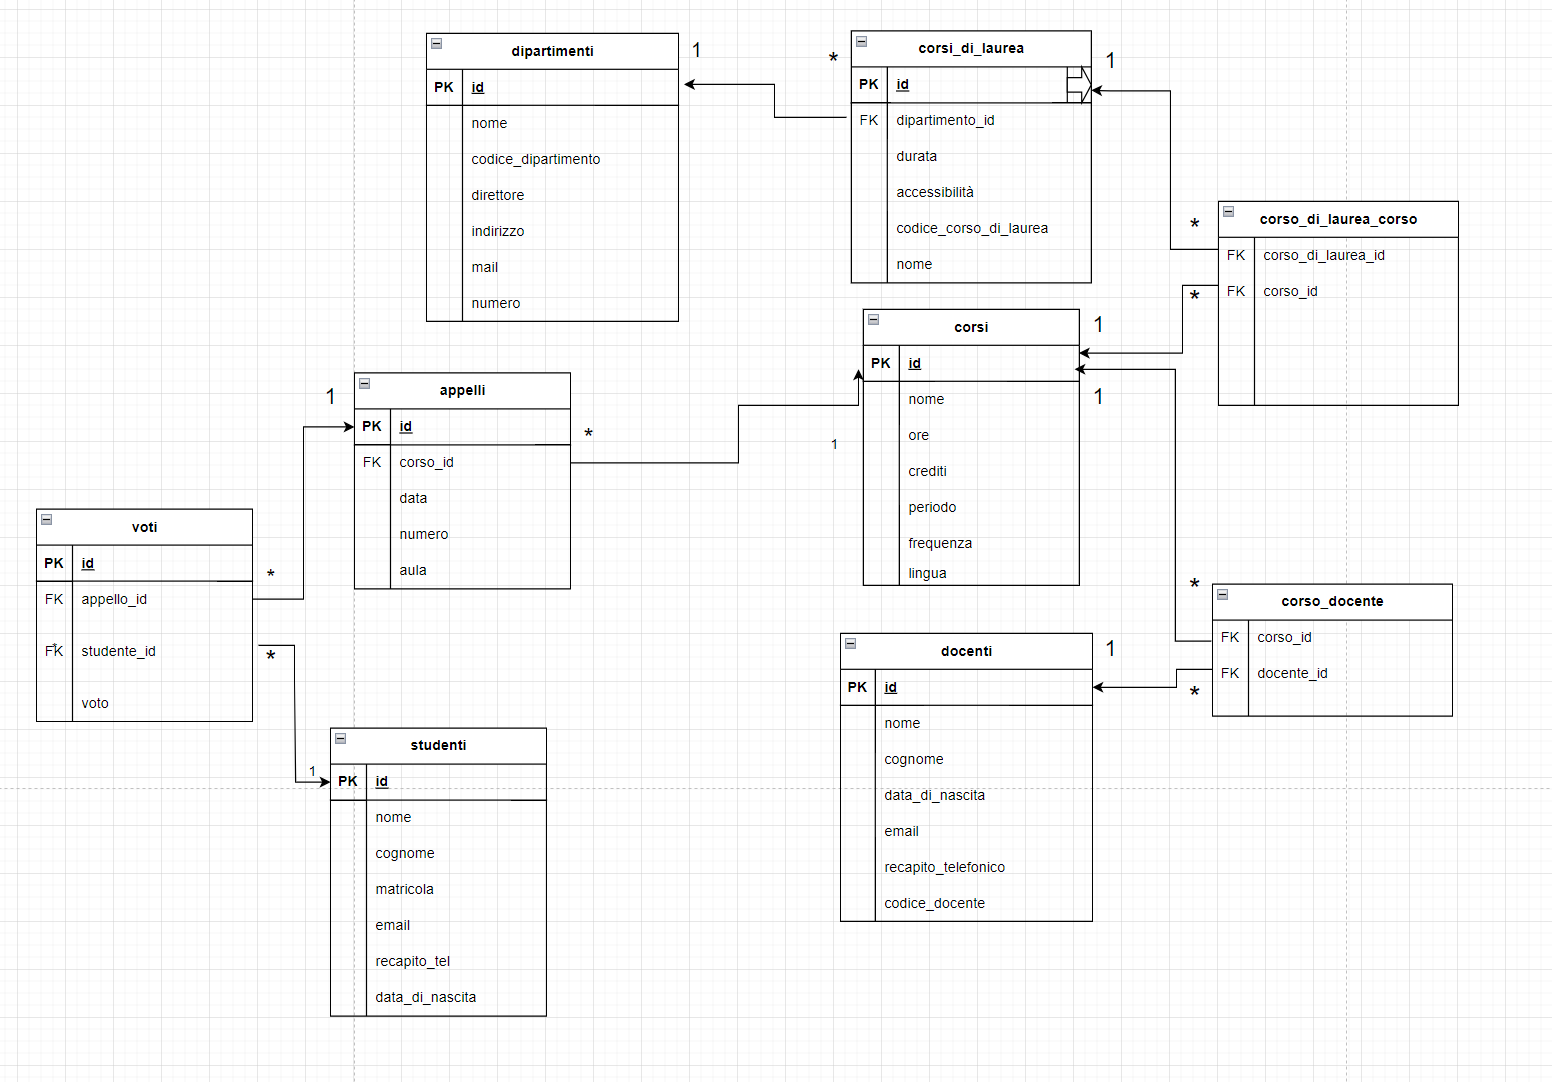 dipartimenti
1
PK id
nome
codice_dipartimento
direttore
indirizzo
mail
numero
*
corsi_di_laurea
1
PK id
FK dipartimento_id
durata
accessibilità
codice_corso_di_laurea
nome
*
corso_di_laurea_corso
FK corso_di_laurea_id
FK corso_id
*
corsi
1
PK id
1
nome
ore
crediti
periodo
frequenza
lingua
1
1
appelli
PK id
*
FK corso_id
data
numero
aula
voti
PK id
*
FK appello_id
FK studente_id
*
*
voto
studenti
1
PK id
nome
cognome
matricola
email
recapito_tel
data_di_nascita
docenti
1
PK id
nome
cognome
data_di_nascita
email
recapito_telefonico
codice_docente
*
corso_docente
FK corso_id
FK docente_id
*